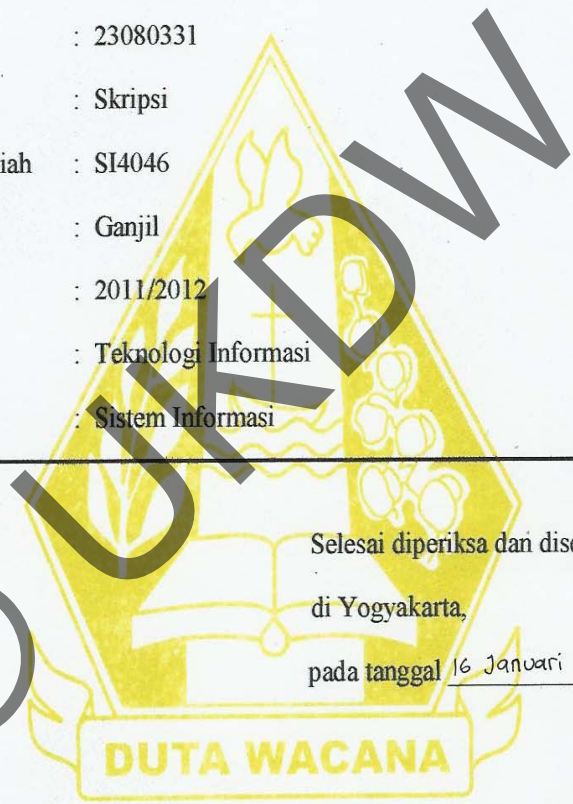 : 23080331
: Skripsi
iah : SI4046
: Ganjil
: 2011/2012
: Teknologi Informasi
: Sistem Informasi
Selesai diperiksa dan dise
di Yogyakarta,
pada tanggal 16 Januari
DUTA WACANA
UKDW